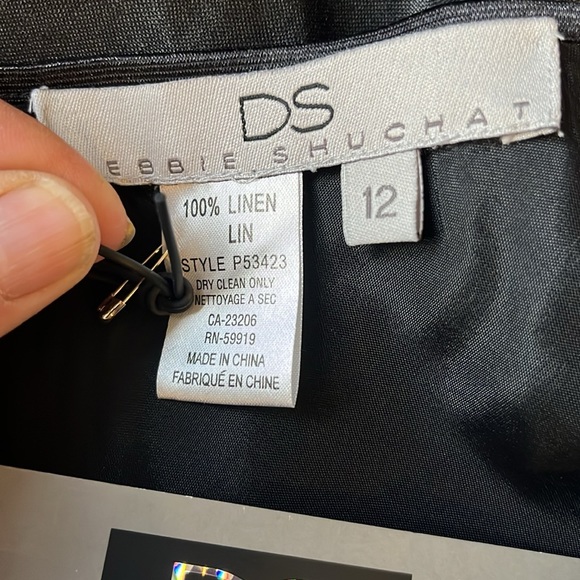 DS
EBBIE SHUCHAT
12
100% LINEN
LIN
STYLE P53423
DRY CLEAN ONLY
NETTOYAGE A SEC
CA-23206
RN-59919
MADE IN CHINA
FABRIQUÉ EN CHINE